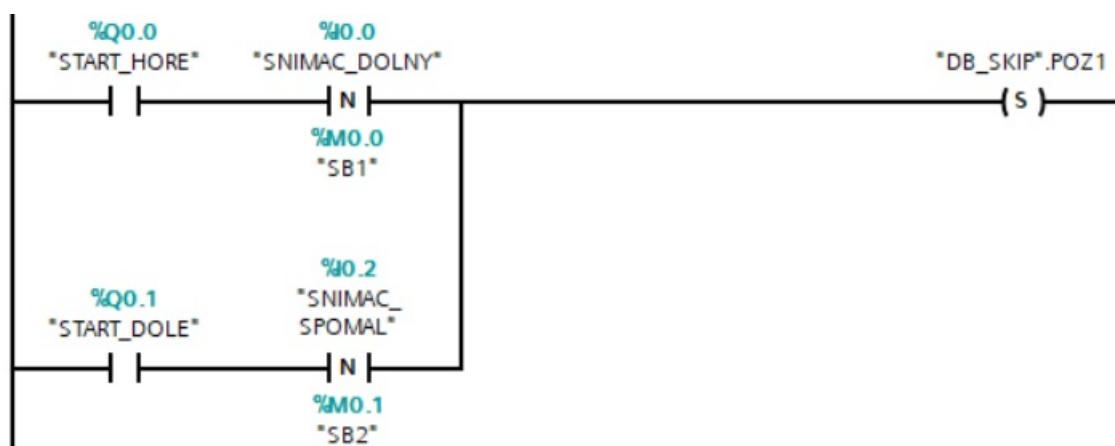 %Q0.0
"START_HORE"
%I0.0
"SNIMAC_DOLNY"
"DB_SKIP".POZ1
N
S
%M0.0
"SB1"
%Q0.1
"START_DOLE"
%I0.2
"SNIMAC_
SPOMAL"
N
%M0.1
"SB2"